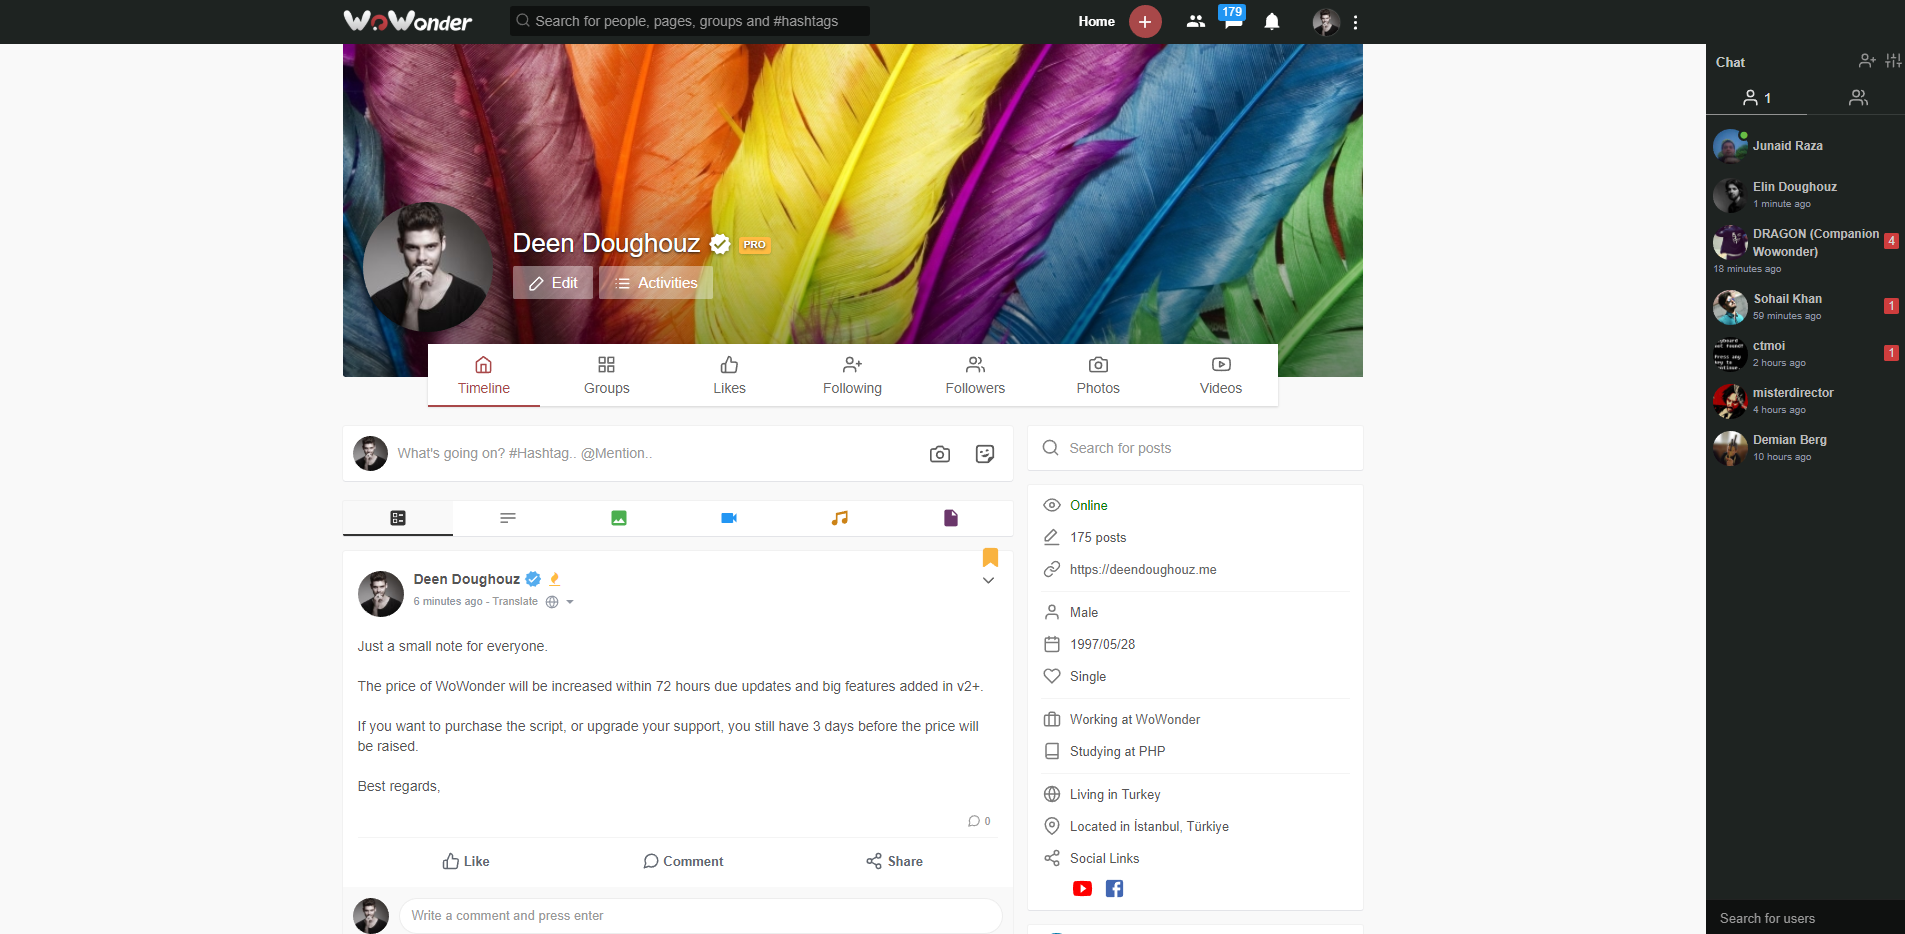 WoWonder
Search for people, pages, groups and #hashtags
Home
179
Deen Doughouz PRO
Edit
Activities
Timeline
Groups
Likes
Following
Followers
Photos
Videos
What's going on? #Hashtag.. @Mention..
Deen Doughouz
6 minutes ago - Translate
Just a small note for everyone.
The price of WoWonder will be increased within 72 hours due updates and big features added in v2+.
If you want to purchase the script, or upgrade your support, you still have 3 days before the price will
be raised.
Best regards,
0
Like
Comment
Share
Write a comment and press enter
Search for posts
Online
175 posts
https://deendoughouz.me
Male
1997/05/28
Single
Working at WoWonder
Studying at PHP
Living in Turkey
Located in İstanbul, Türkiye
Social Links
Chat
1
Junaid Raza
Elin Doughouz
1 minute ago
DRAGON (Companion
Wowonder)
4
18 minutes ago
Sohail Khan
59 minutes ago
1
ctmoi
2 hours ago
1
misterdirector
4 hours ago
Demian Berg
10 hours ago
Search for users